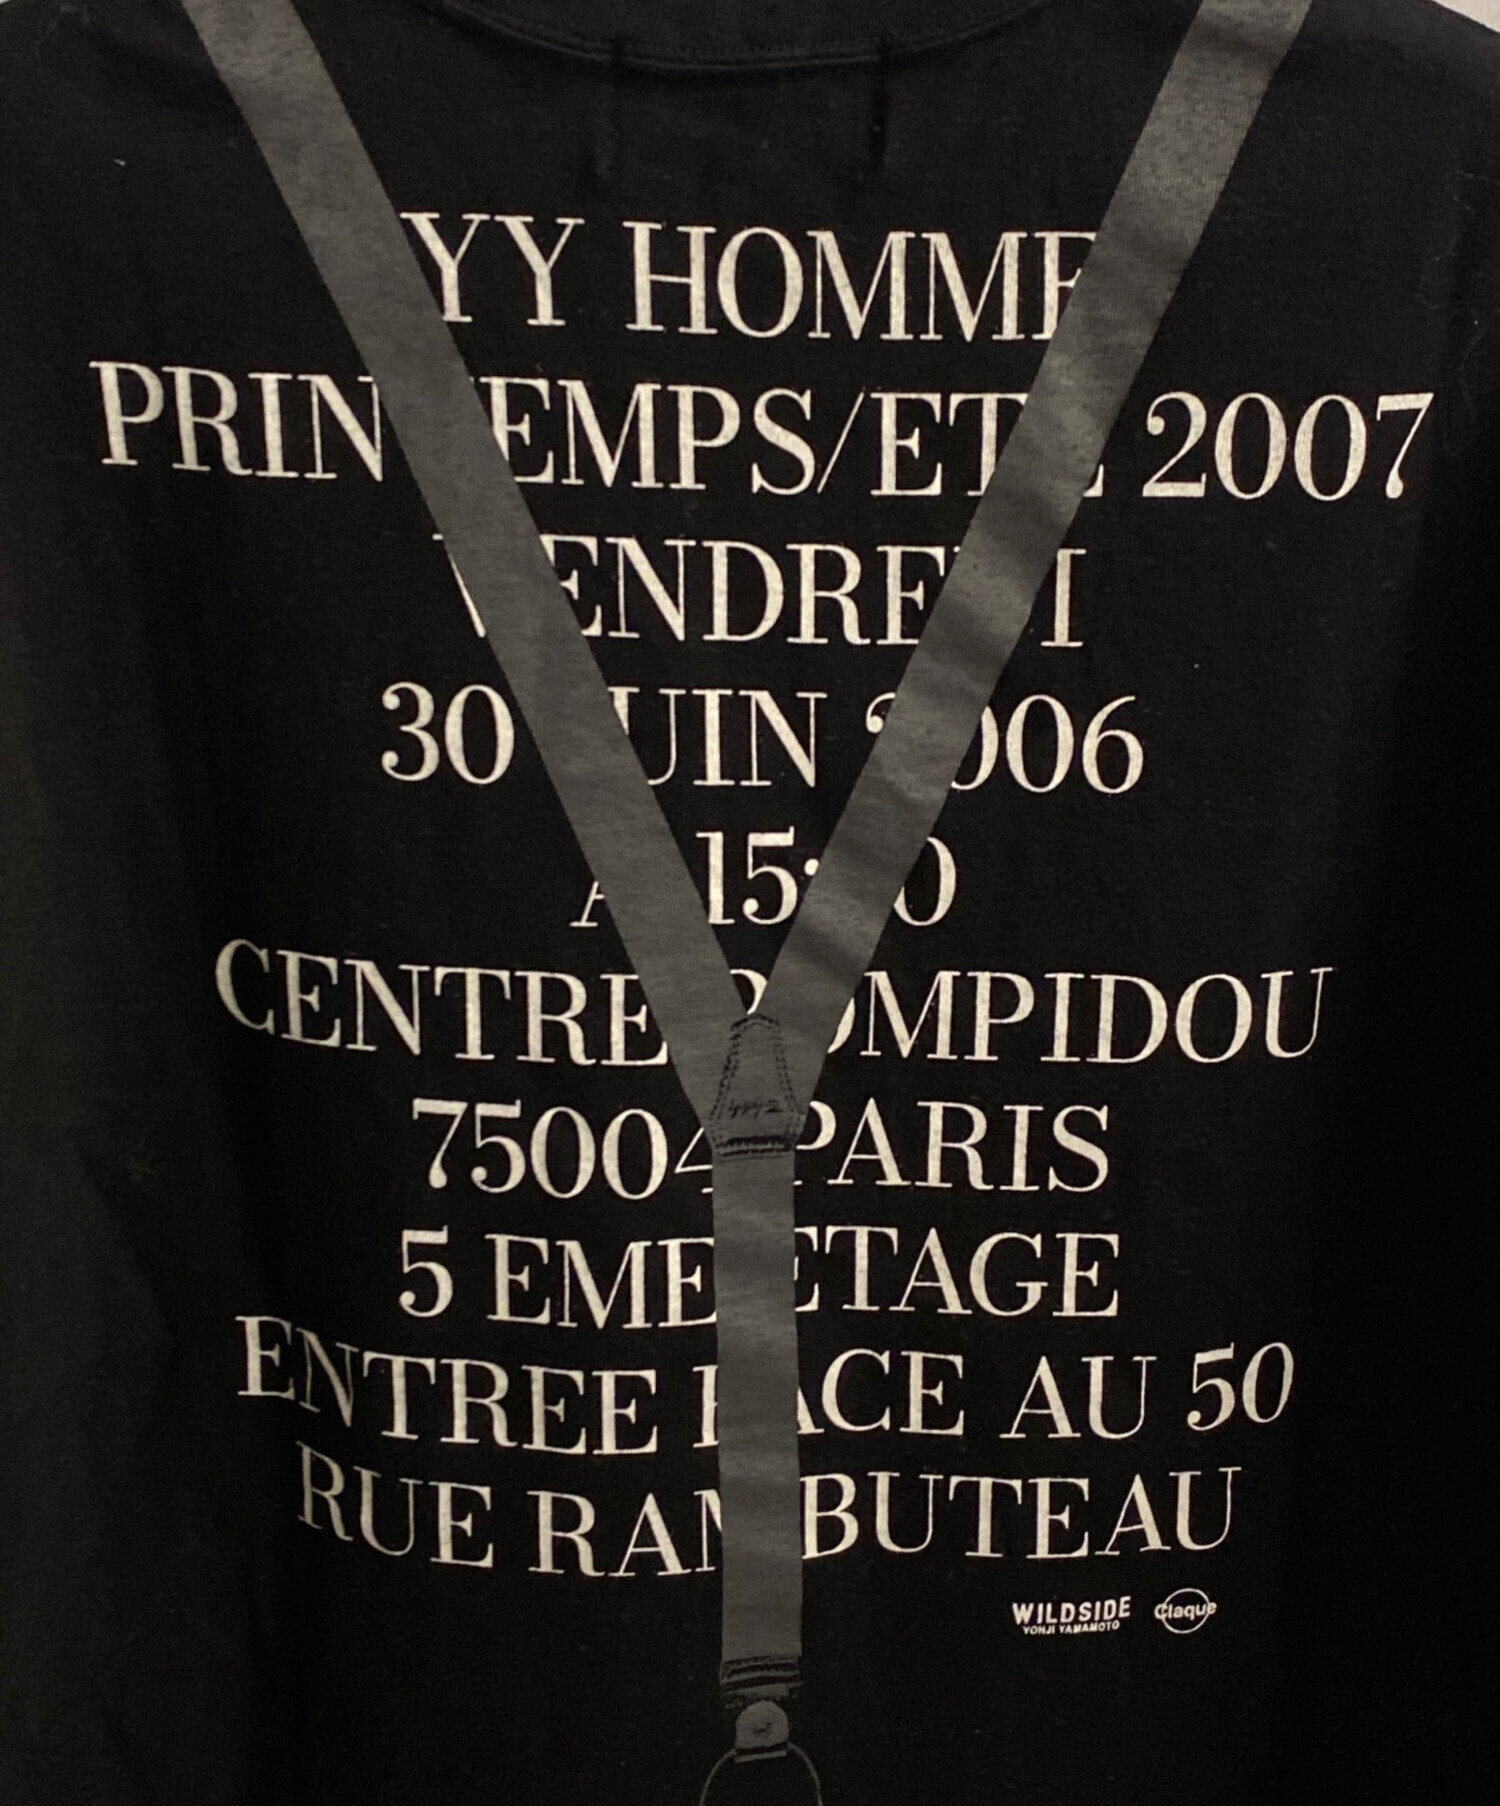 YY HOMME
PRINTEMPS/ETE 2007
VENDREDI
30 JUIN 2006
A 15:
CENTRE POMPIDOU
75004 PARIS
5 EME ETAGE
ENTREE FACE AU 50
RUE RAMBUTEAU
WILDSIDE
YOHJI YAMAMOTO
Claque